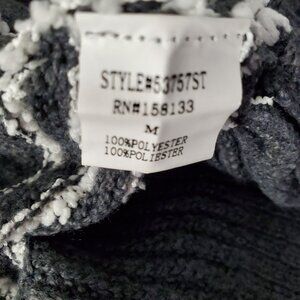 STYLE#53757ST
RN#158133
M
100%POLYESTER
100%POLIESTER